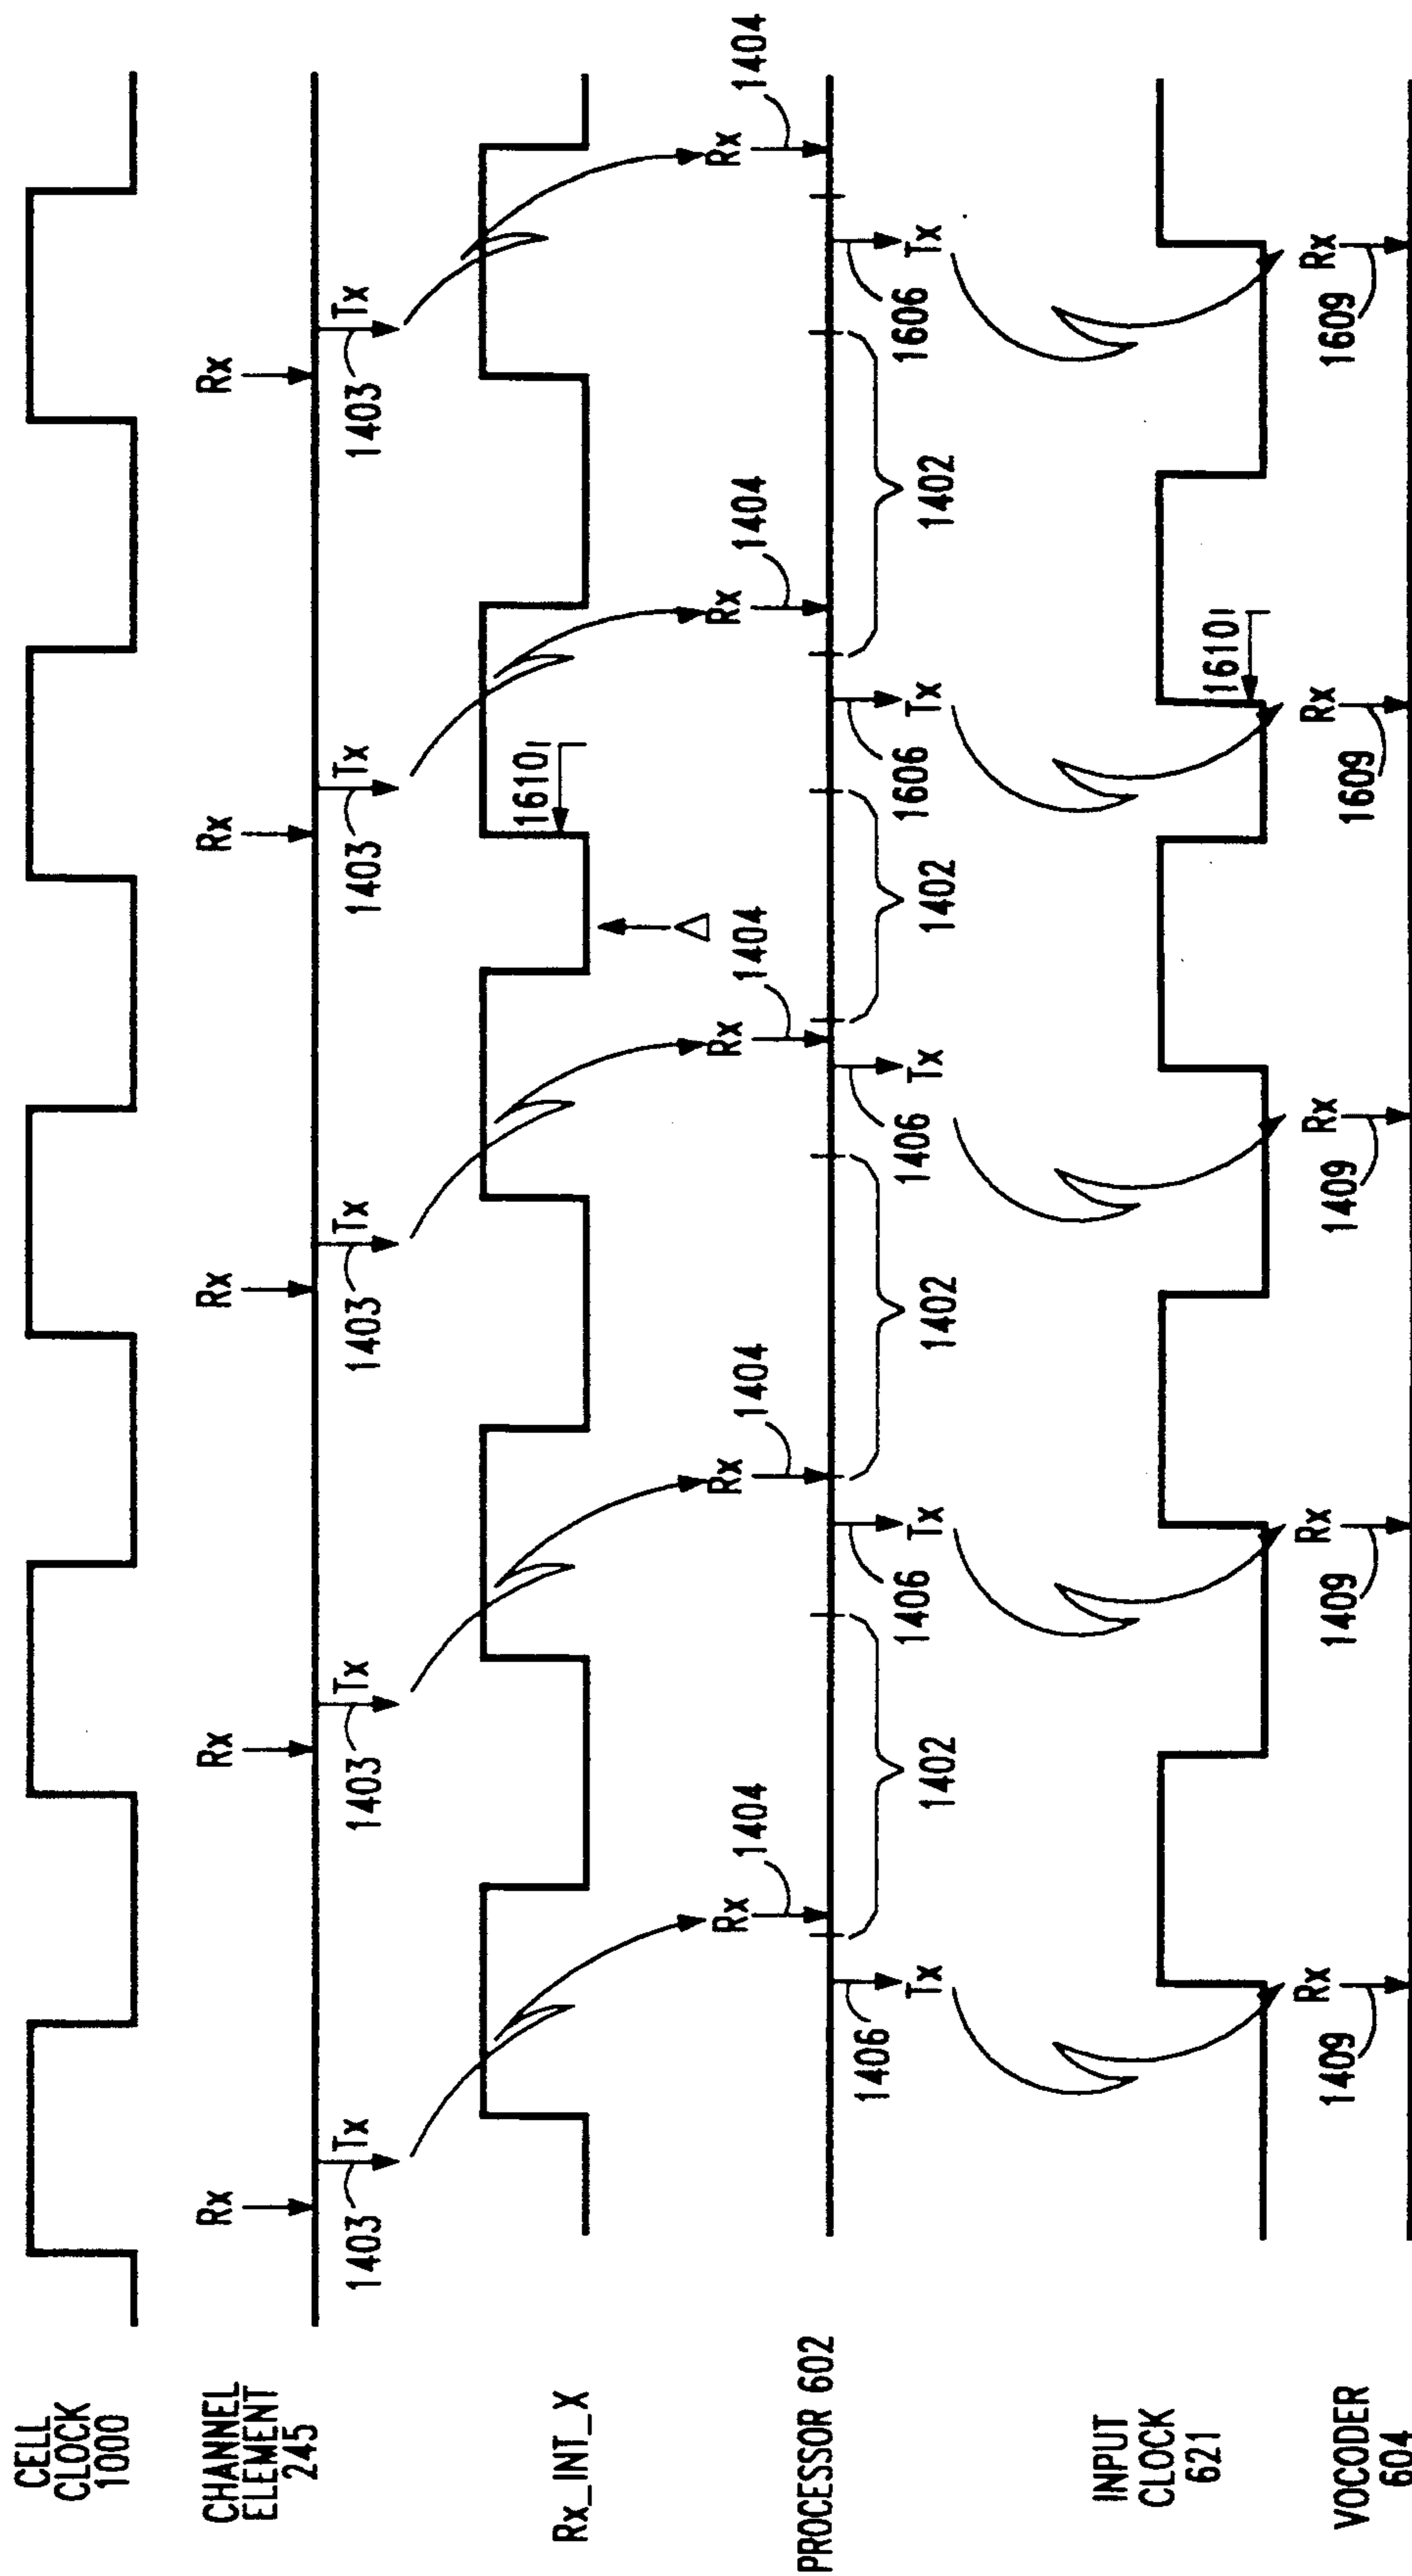 CELL
CLOCK
1000
CHANNEL
ELEMENT
245
Rx Rx Rx Rx Rx
1403 Tx 1403 Tx 1403 Tx 1403 Tx 1403 Tx
Rx_INT_X
1610
Δ
Rx 1404 Rx 1404 Rx 1404 Rx 1404 Rx 1404
PROCESSOR 602
1406 Tx 1402 1406 Tx 1402 1406 Tx 1402 1606 Tx 1402 1606 Tx
INPUT
CLOCK
621
1610
VOCODER
604
1409 Rx 1409 Rx 1409 Rx 1609 Rx 1609 Rx